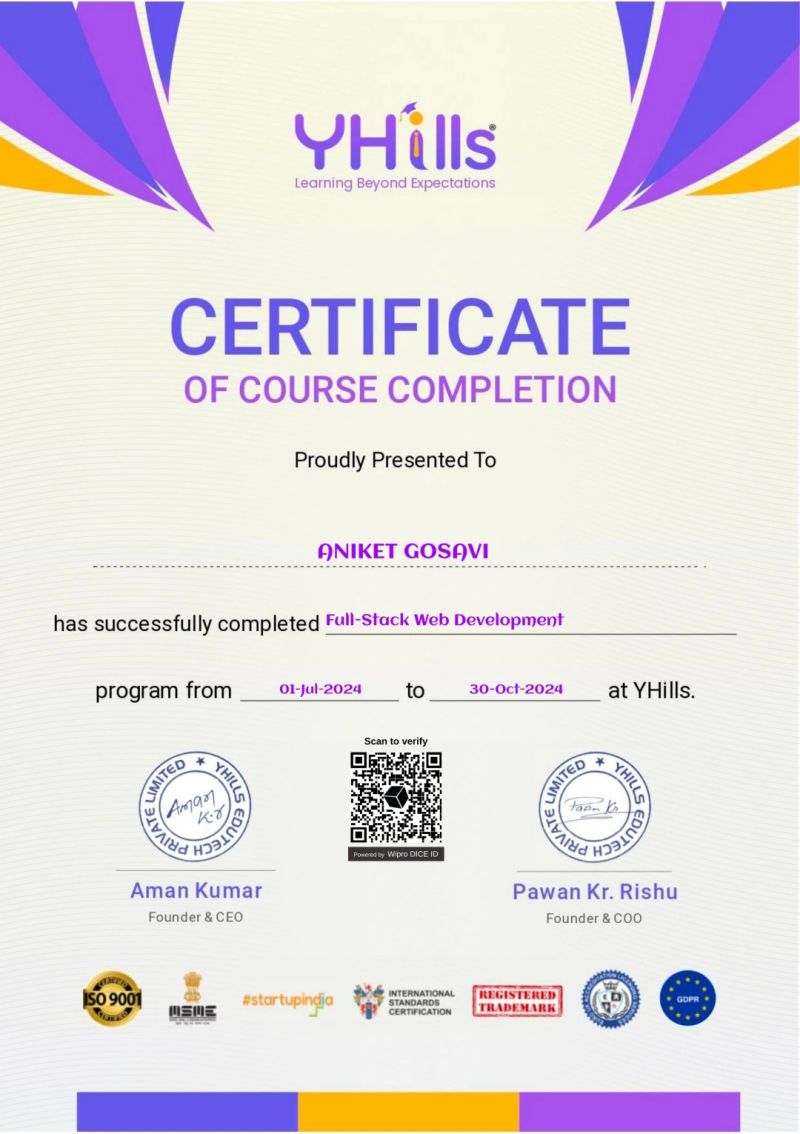 YHills®
Learning Beyond Expectations
CERTIFICATE
OF COURSE COMPLETION
Proudly Presented To
ANIKET GOSAVI
has successfully completed Full-Stack Web Development
program from 01-Jul-2024 to 30-Oct-2024 at YHills.
Scan to verify
YHILLS EDUTECH PRIVATE LIMITED
Aman K.r
Powered by Wipro DICE ID
YHILLS EDUTECH PRIVATE LIMITED
Pawan Kr
Aman Kumar
Founder & CEO
Pawan Kr. Rishu
Founder & COO
CERTIFIED
ISO 9001
CERTIFIED
MSME
#startupindia
INTERNATIONAL
STANDARDS
CERTIFICATION
REGISTERED
TRADEMARK
GDPR